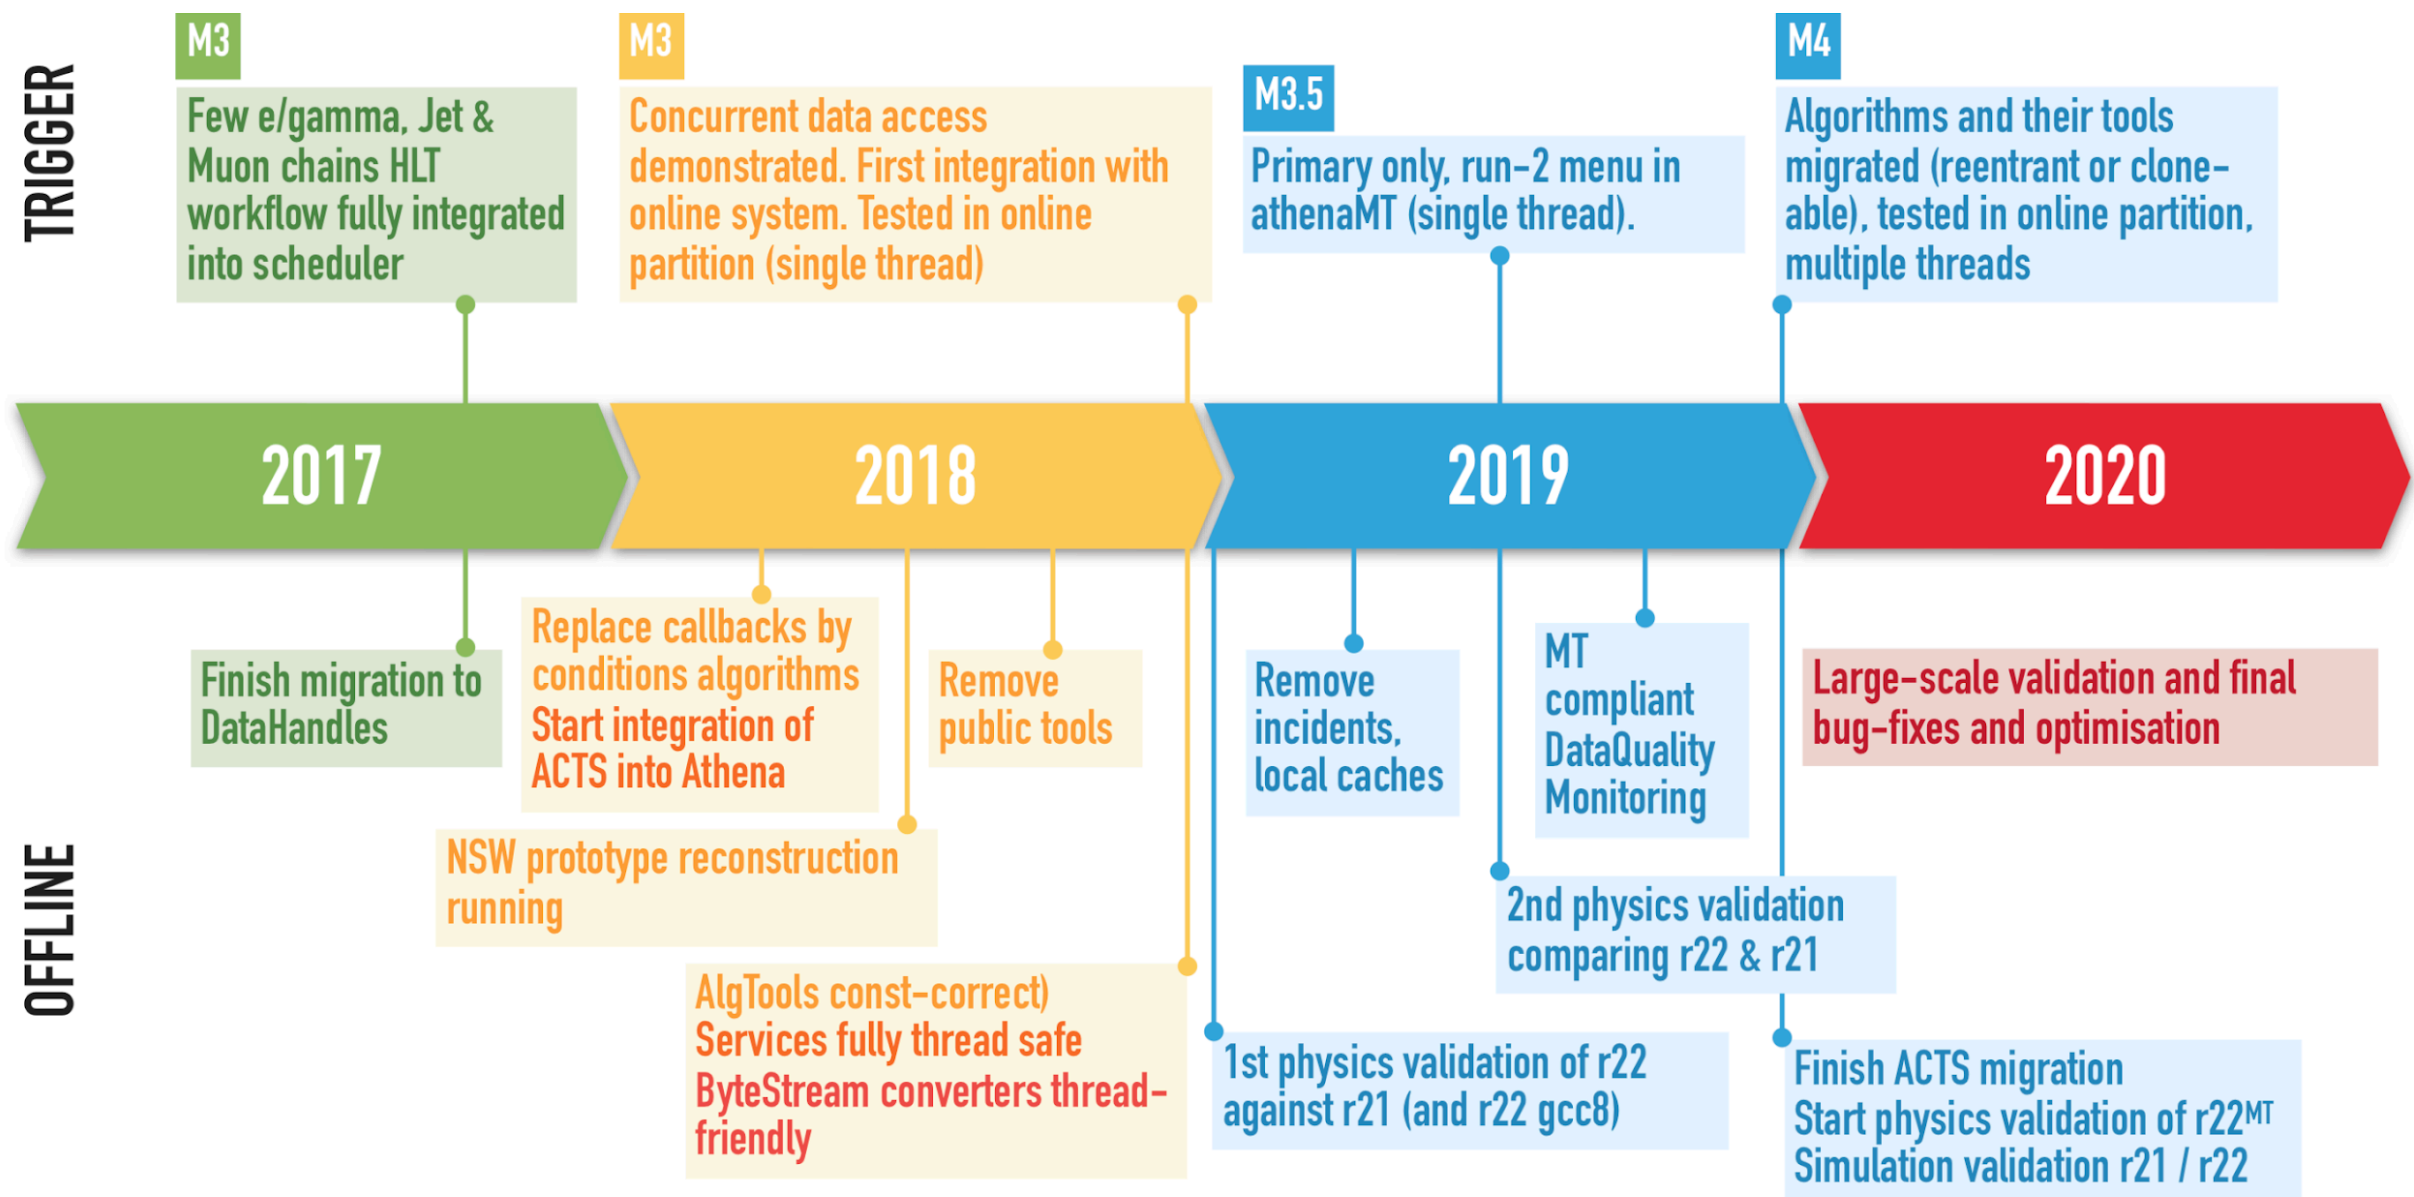 TRIGGER
M3
Few e/gamma, Jet &
Muon chains HLT
workflow fully integrated
into scheduler
M3
Concurrent data access
demonstrated. First integration with
online system. Tested in online
partition (single thread)
M3.5
Primary only, run-2 menu in
athenaMT (single thread).
M4
Algorithms and their tools
migrated (reentrant or clone-
able), tested in online partition,
multiple threads
2017
2018
2019
2020
OFFLINE
Finish migration to
DataHandles
Replace callbacks by
conditions algorithms
Start integration of
ACTS into Athena
NSW prototype reconstruction
running
Remove
public tools
AlgTools const-correct)
Services fully thread safe
ByteStream converters thread-
friendly
1st physics validation of r22
against r21 (and r22 gcc8)
Remove
incidents,
local caches
2nd physics validation
comparing r22 & r21
MT
compliant
DataQuality
Monitoring
Finish ACTS migration
Start physics validation of r22ᴹᵀ
Simulation validation r21 / r22
Large-scale validation and final
bug-fixes and optimisation